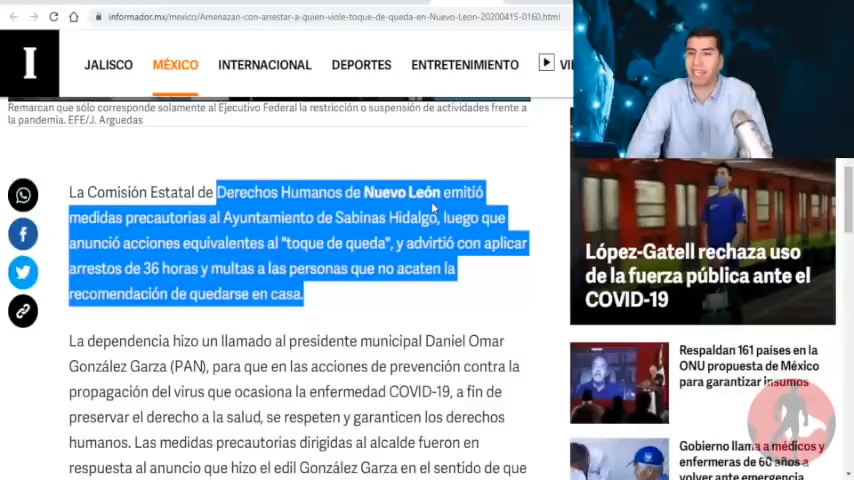 informador.mx/mexico/Amenazan-con-arrestar-a-quien-viole-toque-de-queda-en-Nuevo-Leon-20200415-0160.html
I
JALISCO MÉXICO INTERNACIONAL DEPORTES ENTRETENIMIENTO VI
Remarcan que sólo corresponde solamente al Ejecutivo Federal la restricción o suspensión de actividades frente a
la pandemia. EFE/J. Arguedas
La Comisión Estatal de Derechos Humanos de Nuevo León emitió
medidas precautorias al Ayuntamiento de Sabinas Hidalgo, luego que
anunció acciones equivalentes al "toque de queda", y advirtió con aplicar
arrestos de 36 horas y multas a las personas que no acaten la
recomendación de quedarse en casa.
La dependencia hizo un llamado al presidente municipal Daniel Omar
González Garza (PAN), para que en las acciones de prevención contra la
propagación del virus que ocasiona la enfermedad COVID-19, a fin de
preservar el derecho a la salud, se respeten y garanticen los derechos
humanos. Las medidas precautorias dirigidas al alcalde fueron en
respuesta al anuncio que hizo el edil González Garza en el sentido de que
López-Gatell rechaza uso
de la fuerza pública ante el
COVID-19
Respaldan 161 países en la
ONU propuesta de México
para garantizar insumos
Gobierno llama a médicos y
enfermeras de 60 años a
volver ante emergencia